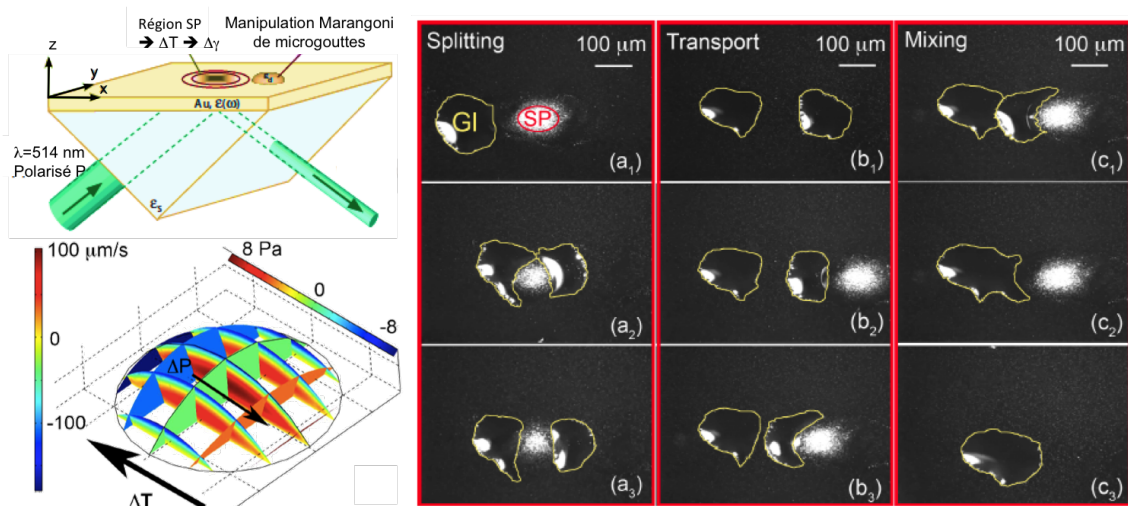 Région SP
➔ ΔT ➔ Δγ
Manipulation Marangoni
de microgouttes
z
y
x
εd
Au, ε(ω)
λ=514 nm
Polarisé P
εs
100 μm/s
0
-100
8 Pa
0
-8
ΔP
ΔT
Splitting
100 μm
GI
SP
(a1)
(a2)
(a3)
Transport
100 μm
(b1)
(b2)
(b3)
Mixing
100 μm
(c1)
(c2)
(c3)